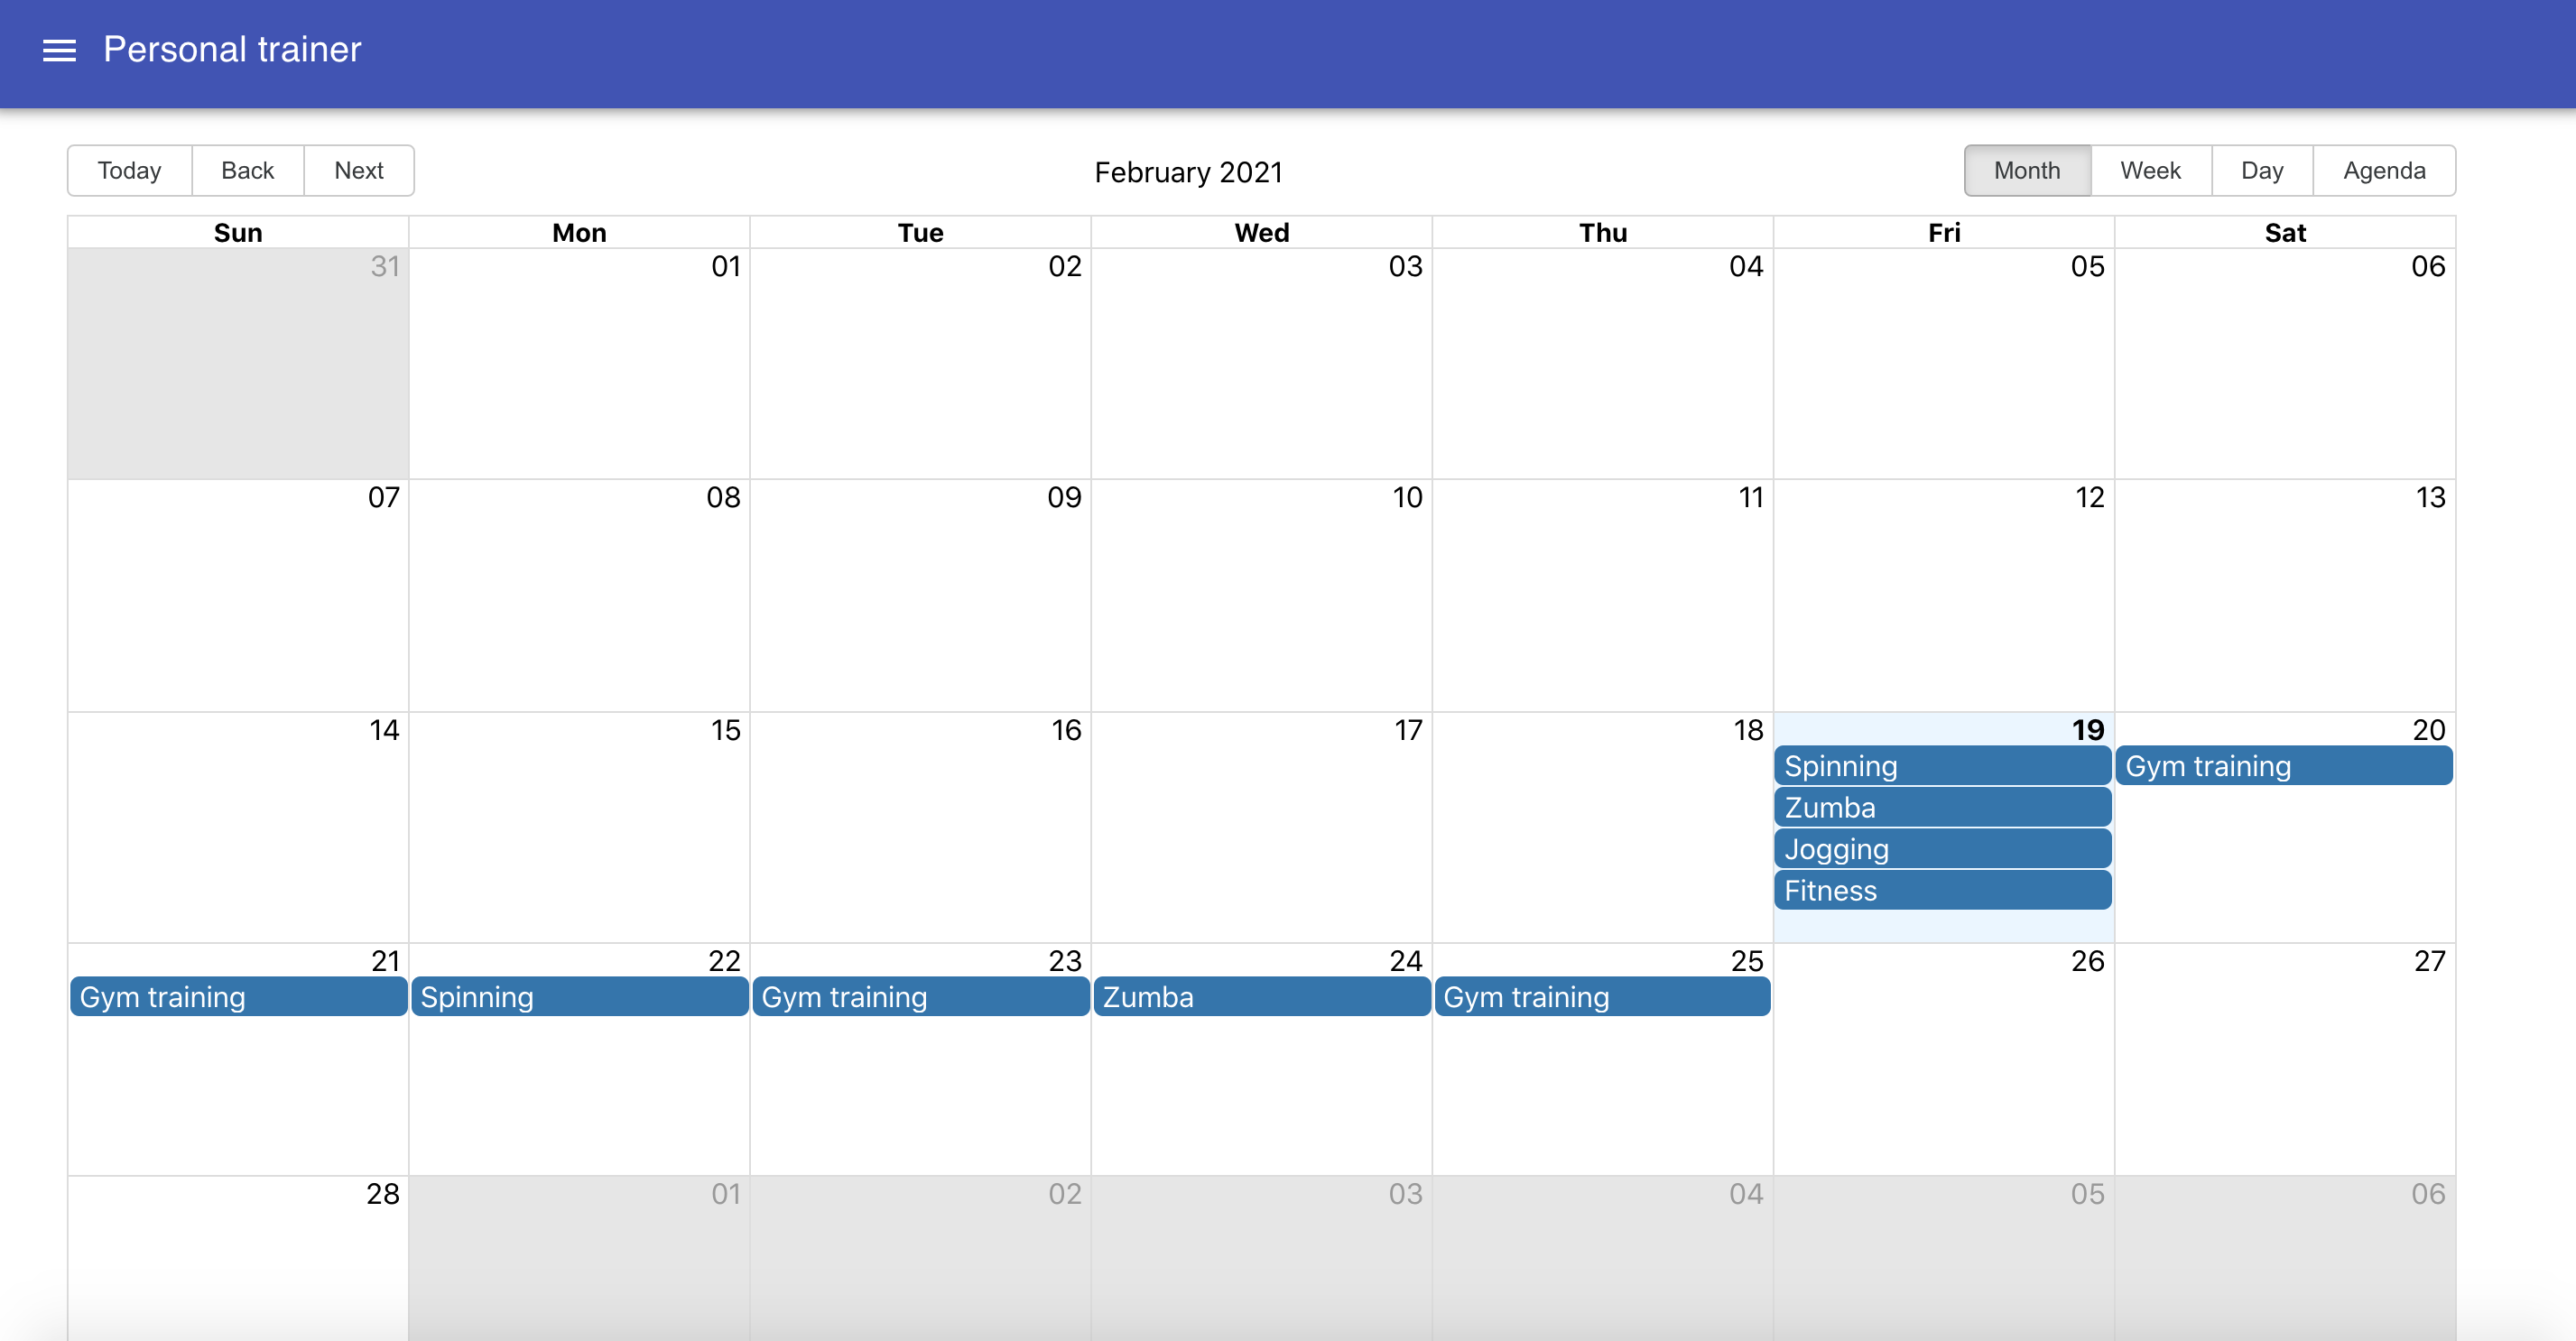 Personal trainer
Today Back Next
February 2021
Month Week Day Agenda
Sun Mon Tue Wed Thu Fri Sat
31 01 02 03 04 05 06
07 08 09 10 11 12 13
14 15 16 17 18 19 20
Spinning Gym training
Zumba
Jogging
Fitness
21 22 23 24 25 26 27
Gym training Spinning Gym training Zumba Gym training
28 01 02 03 04 05 06